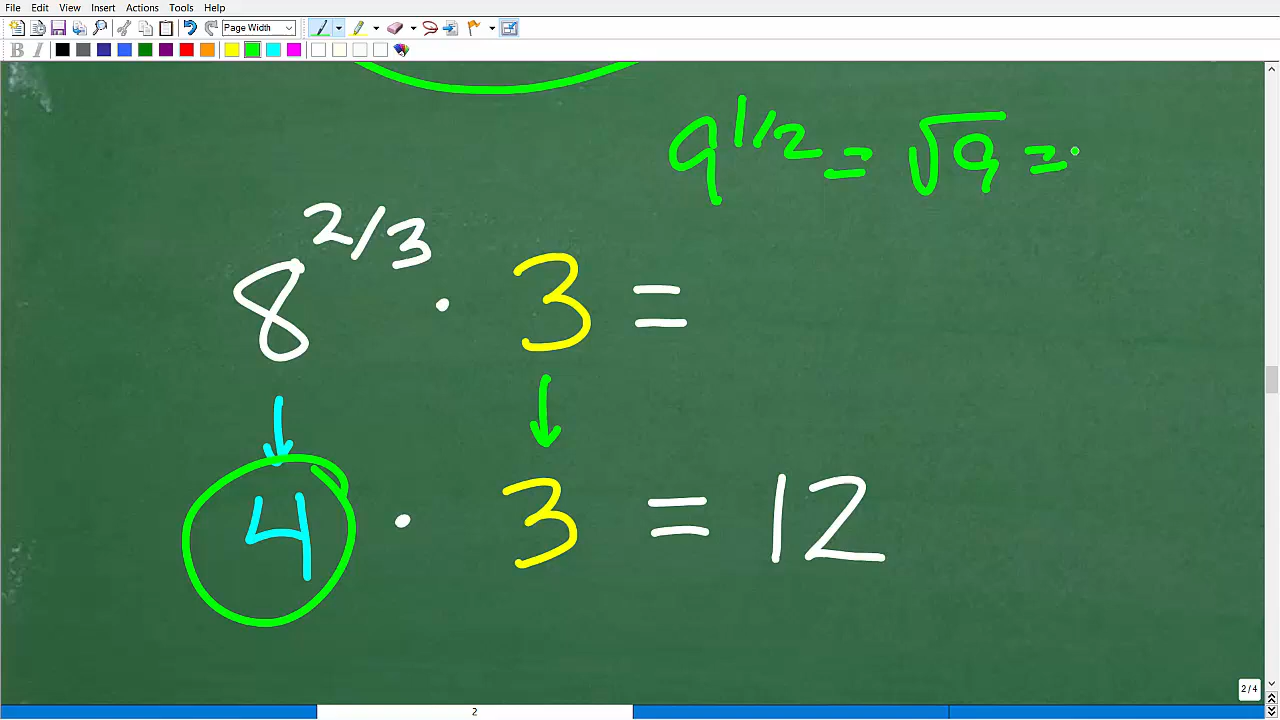 File Edit View Insert Actions Tools Help
Page Width
B I
9^1/2 = √9 =
8^2/3 · 3 =
4 · 3 = 12
2 / 4
2